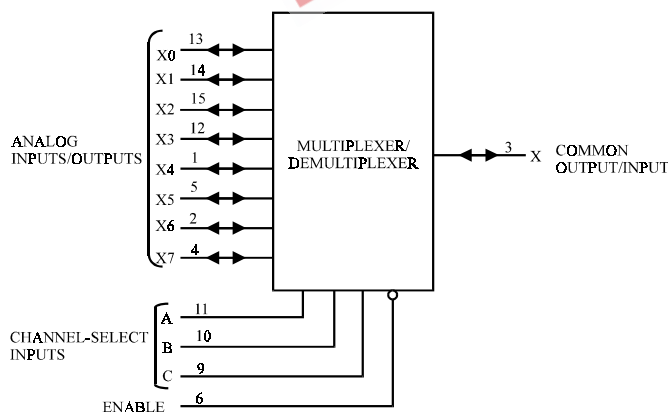 X0 13
X1 14
X2 15
X3 12
X4 1
X5 5
X6 2
X7 4
ANALOG
INPUTS/OUTPUTS
MULTIPLEXER/
DEMULTIPLEXER
3 X
COMMON
OUTPUT/INPUT
CHANNEL-SELECT
INPUTS
A 11
B 10
C 9
ENABLE 6